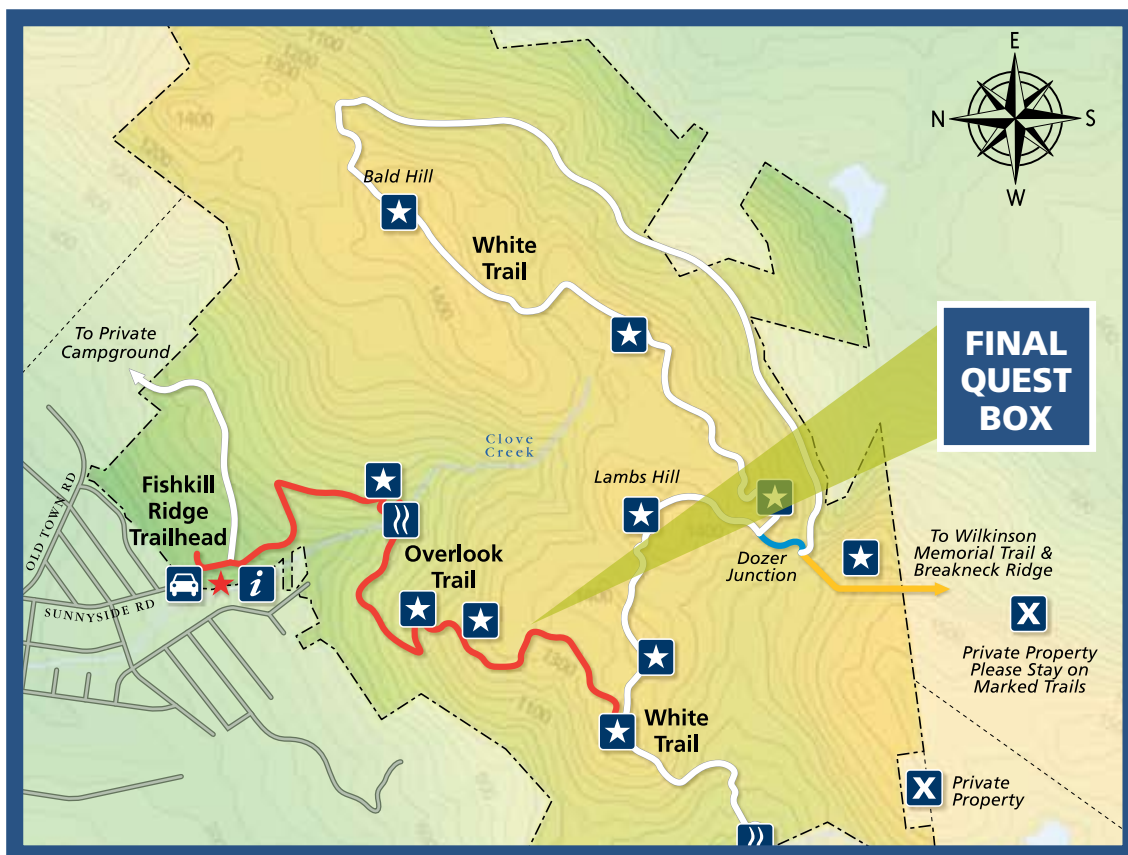 E
N
S
W
Bald Hill
White
Trail
1400
1400
To Private
Campground
FINAL
QUEST
BOX
Clove
Creek
Lambs Hill
Fishkill
Ridge
Trailhead
OLD TOWN RD
i
SUNNYSIDE RD
Overlook
Trail
Dozer
Junction
To Wilkinson
Memorial Trail &
Breakneck Ridge
X
Private Property
Please Stay on
Marked Trails
1500
1100
White
Trail
X
Private
Property